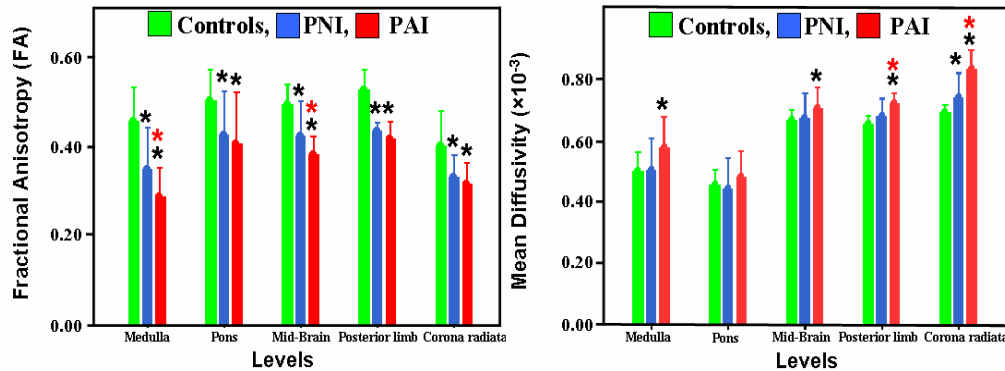 Controls, PNI, PAI
Fractional Anisotropy (FA)
0.60
0.40
0.20
0.00
* * * * * * * * * * * *
Medulla Pons Mid-Brain Posterior limb Corona radiata
Levels
Controls, PNI, PAI
Mean Diffusivity (×10⁻³)
0.80
0.60
0.40
0.20
0.00
* * * * * * *
Medulla Pons Mid-Brain Posterior limb Corona radiata
Levels